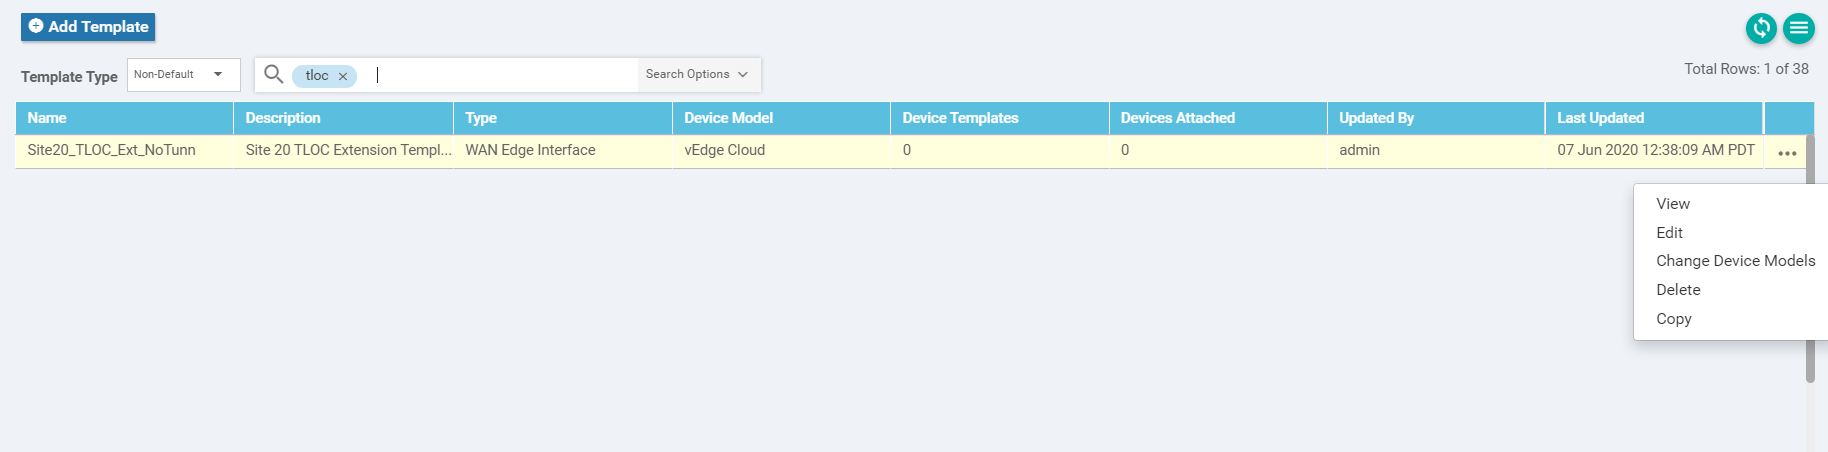 Add Template
Template Type Non-Default tloc Search Options Total Rows: 1 of 38
Name Description Type Device Model Device Templates Devices Attached Updated By Last Updated
Site20_TLOC_Ext_NoTunn Site 20 TLOC Extension Templ... WAN Edge Interface vEdge Cloud 0 0 admin 07 Jun 2020 12:38:09 AM PDT
View
Edit
Change Device Models
Delete
Copy